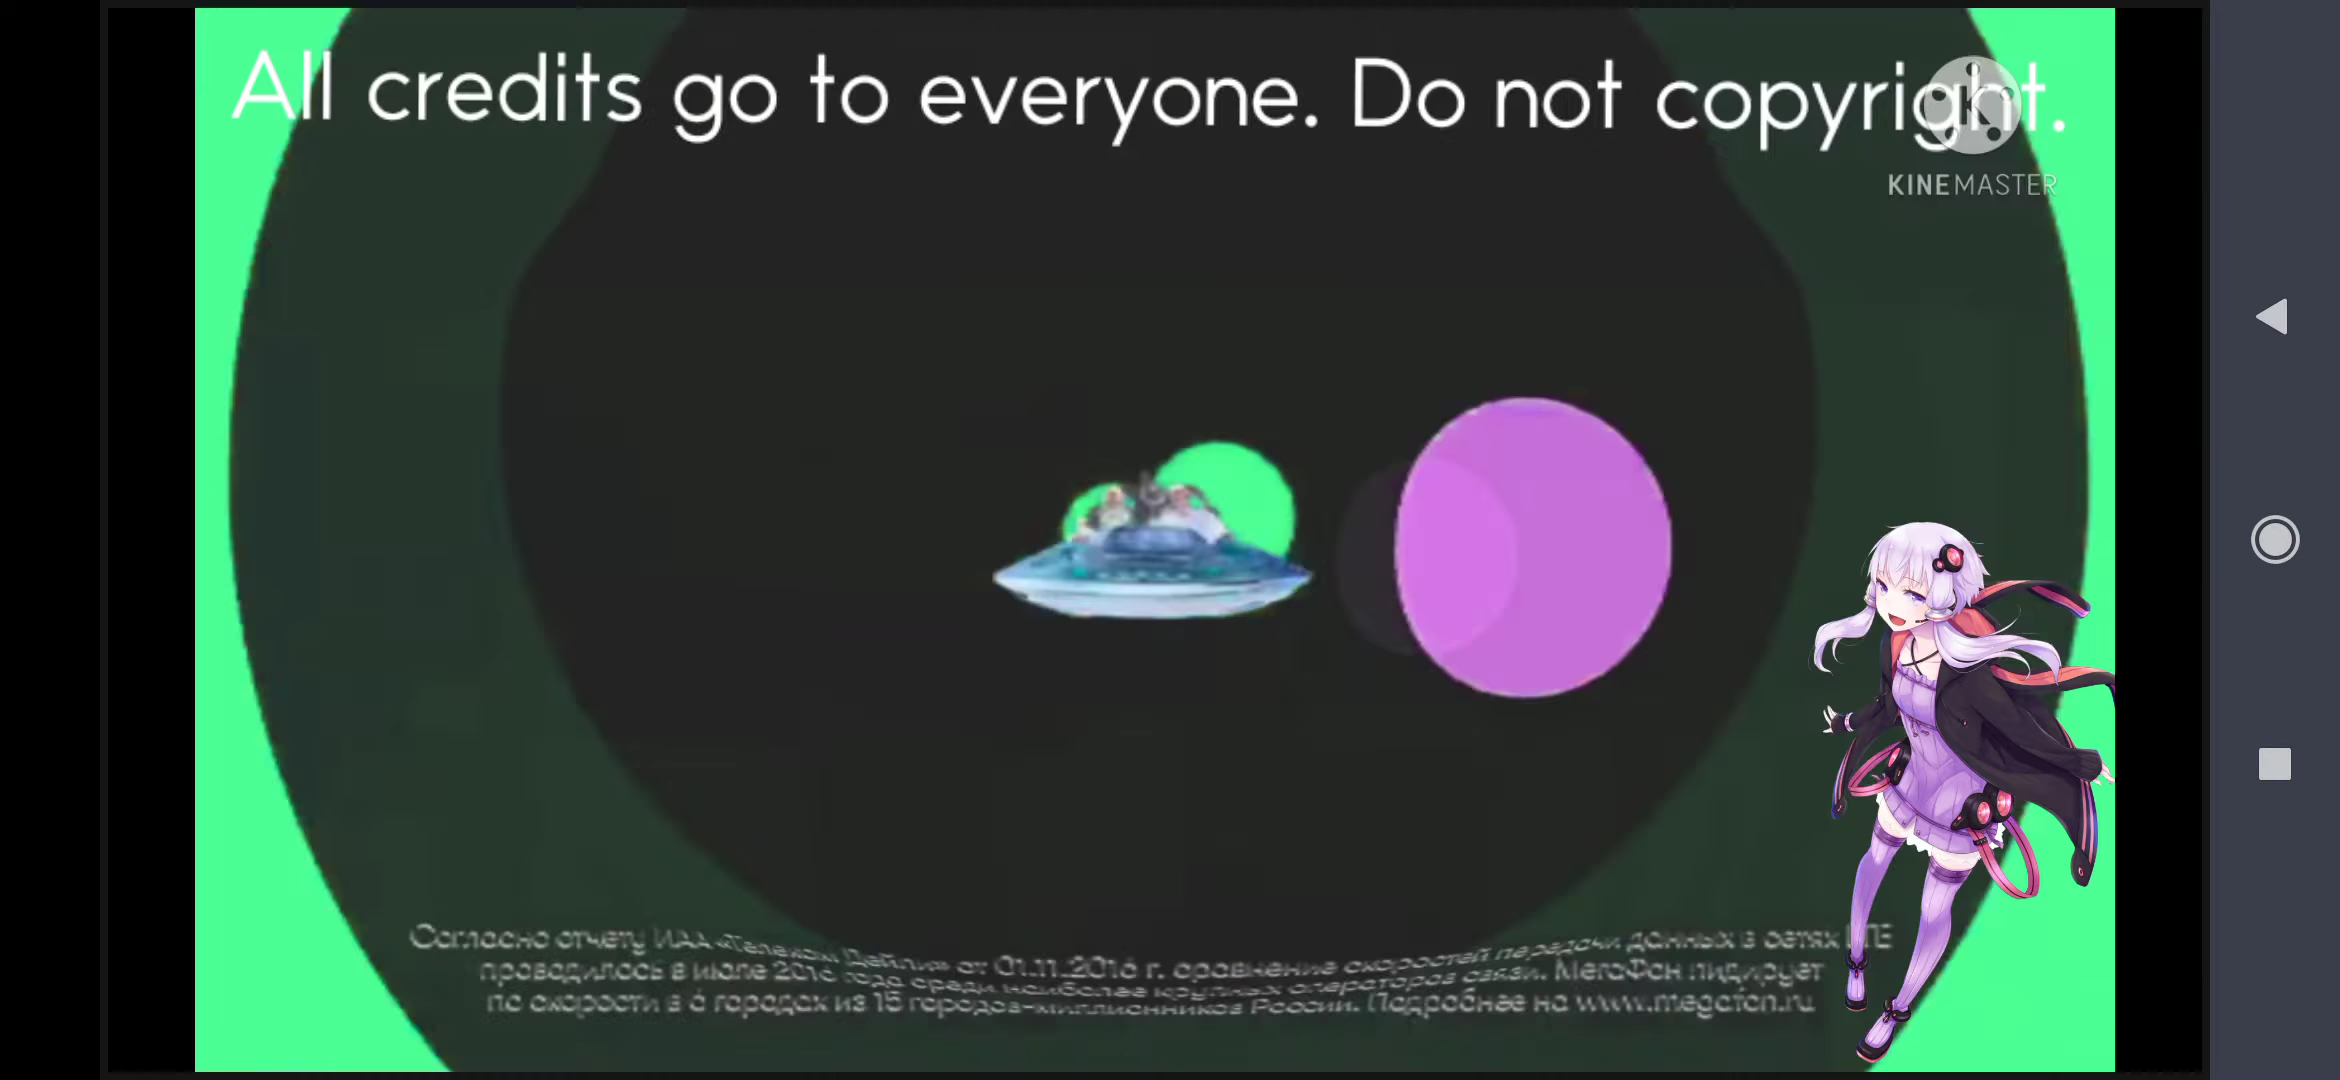 All credits go to everyone. Do not copyright.
KINEMASTER
Согласно отчету ИАА «Телеком Дейли» от 01.11.2016 г. сравнение скоростей передачи данных в сетях LTE
проводилось в июле 2016 года среди наиболее крупных операторов связи. МегаФон лидирует
по скорости в 6 городах из 15 городов-миллионников России. Подробнее на www.megafon.ru